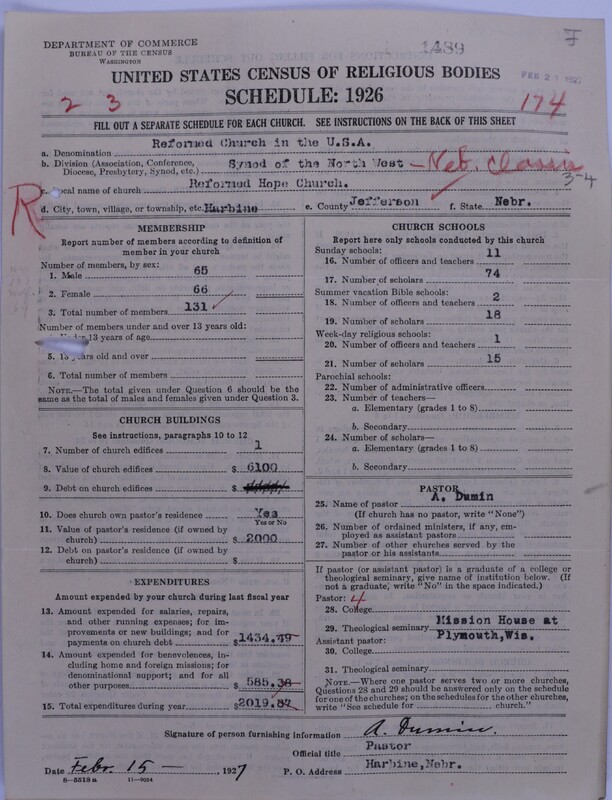 DEPARTMENT OF COMMERCE
BUREAU OF THE CENSUS
WASHINGTON
1489
UNITED STATES CENSUS OF RELIGIOUS BODIES
SCHEDULE: 1926
2 3
174
FILL OUT A SEPARATE SCHEDULE FOR EACH CHURCH. SEE INSTRUCTIONS ON THE BACK OF THIS SHEET
a. Denomination Reformed Church in the U.S.A.
b. Division (Association, Conference, Diocese, Presbytery, Synod, etc.) Synod of the North West — Neb. Classis
3-4
R
local name of church Reformed Hope Church.
d. City, town, village, or township, etc. Harbine e. County Jefferson f. State Nebr.
MEMBERSHIP
Report number of members according to definition of member in your church
Number of members, by sex:
1. Male 65
2. Female 66
3. Total number of members 131
Number of members under and over 13 years old:
13 years of age
5. 13 years old and over
6. Total number of members
NOTE.—The total given under Question 6 should be the same as the total of males and females given under Question 3.
CHURCH BUILDINGS
See instructions, paragraphs 10 to 12
7. Number of church edifices 1
8. Value of church edifices $ 6100
9. Debt on church edifices $
10. Does church own pastor's residence Yes
Yes or No
11. Value of pastor's residence (if owned by church) $ 2000
12. Debt on pastor's residence (if owned by church) $
EXPENDITURES
Amount expended by your church during last fiscal year
13. Amount expended for salaries, repairs, and other running expenses; for improvements or new buildings; and for payments on church debt $1434.49
14. Amount expended for benevolences, including home and foreign missions; for denominational support; and for all other purposes $ 585.38
15. Total expenditures during year $2019.87
CHURCH SCHOOLS
Report here only schools conducted by this church
Sunday schools:
16. Number of officers and teachers 11
17. Number of scholars 74
Summer vacation Bible schools:
18. Number of officers and teachers 2
19. Number of scholars 18
Week-day religious schools:
20. Number of officers and teachers 1
21. Number of scholars 15
Parochial schools:
22. Number of administrative officers
23. Number of teachers—
a. Elementary (grades 1 to 8)
b. Secondary
24. Number of scholars—
a. Elementary (grades 1 to 8)
b. Secondary
PASTOR
25. Name of pastor A. Dumin
(If church has no pastor, write "None")
26. Number of ordained ministers, if any, employed as assistant pastors
27. Number of other churches served by the pastor or his assistants
If pastor (or assistant pastor) is a graduate of a college or theological seminary, give name of institution below. (If not a graduate, write "No" in the space indicated.)
Pastor: 4
28. College
29. Theological seminary Mission House at Plymouth, Wis.
Assistant pastor:
30. College
31. Theological seminary
NOTE.—Where one pastor serves two or more churches, Questions 28 and 29 should be answered only on the schedule for one of the churches; on the schedules for the other churches, write "See schedule for church."
Signature of person furnishing information A. Dumin.
Official title Pastor
Date Febr. 15 — , 1927 P. O. Address Harbine, Nebr.
8—5518 a 11—9034